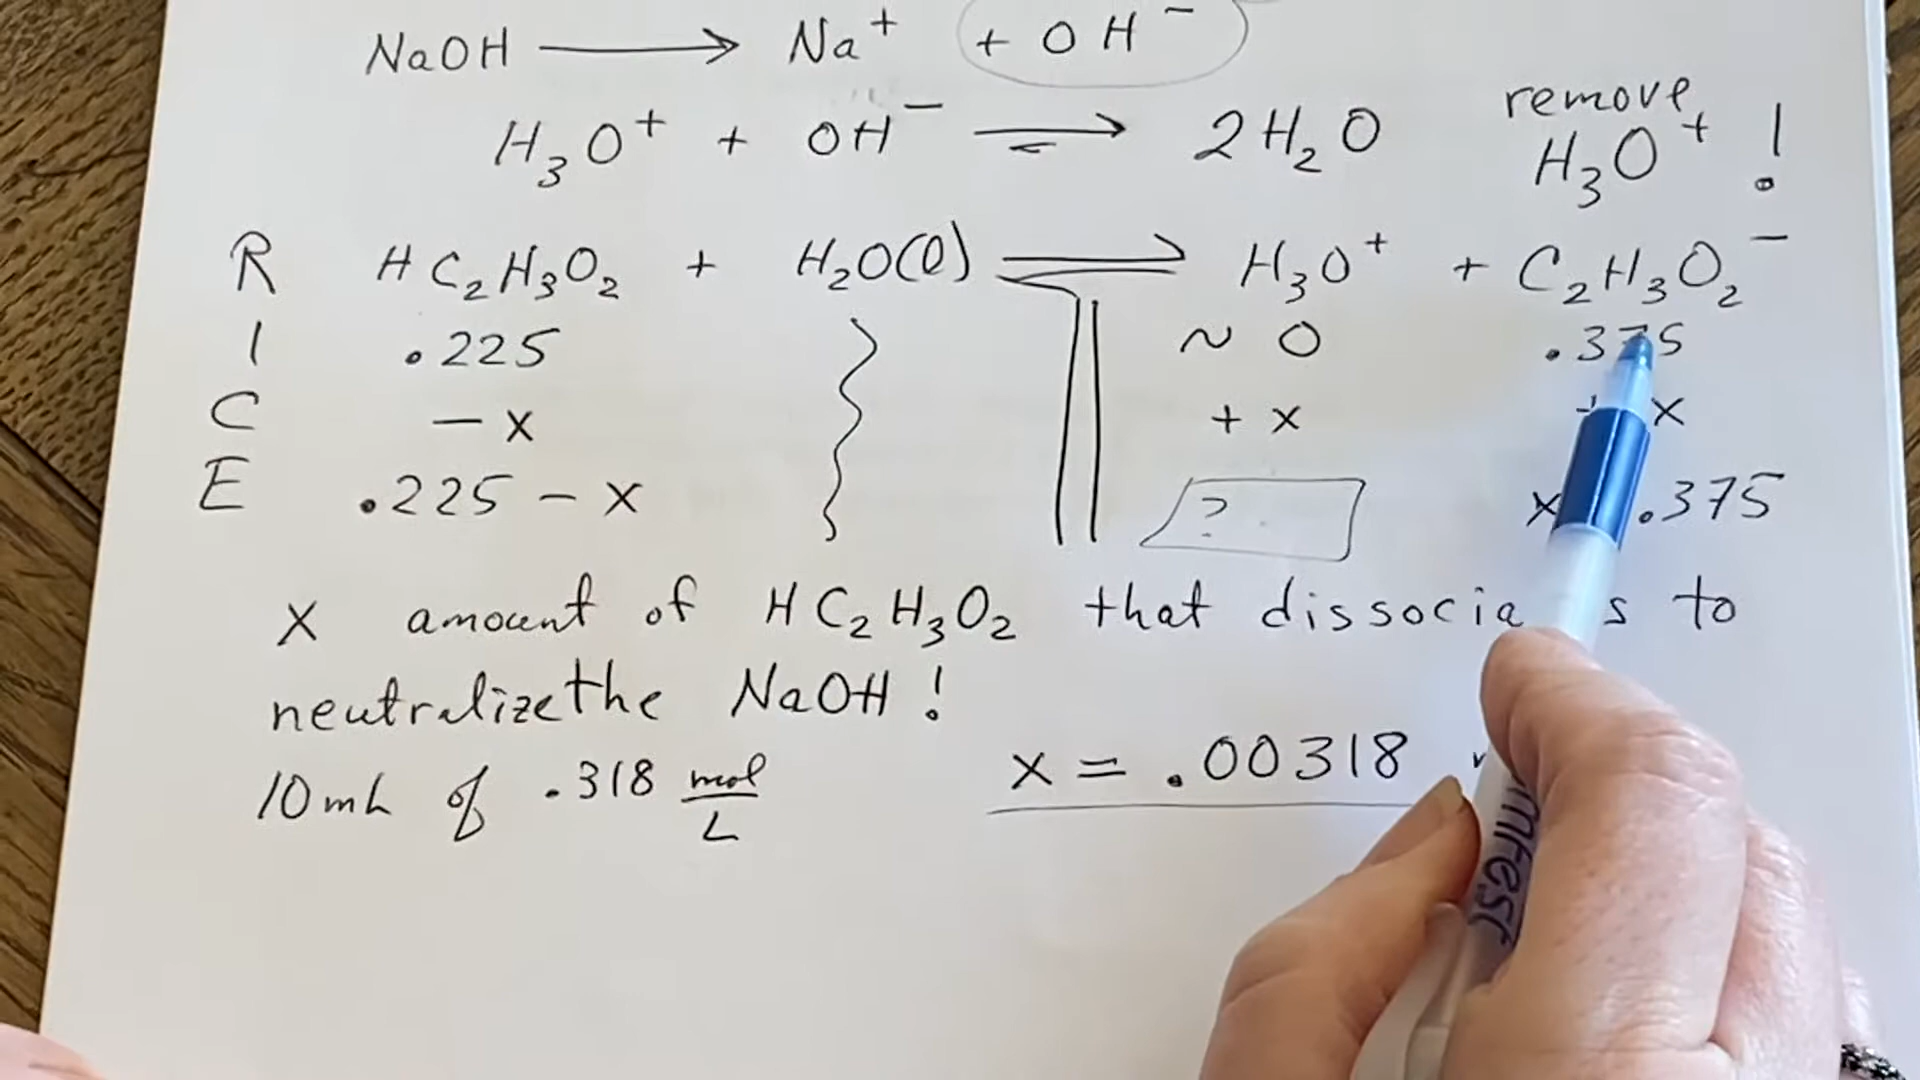 NaOH ⟶ Na⁺ + OH⁻
H₃O⁺ + OH⁻ ⇌ 2H₂O
remove H₃O⁺ !
R HC₂H₃O₂ + H₂O(l) ⇌ H₃O⁺ + C₂H₃O₂⁻
I .225 ~ 0 .375
C – x + x + x
E .225 – x ? x .375
X amount of HC₂H₃O₂ that to
neutralize the NaOH !
10 mL of .318 mol/L x = .00318